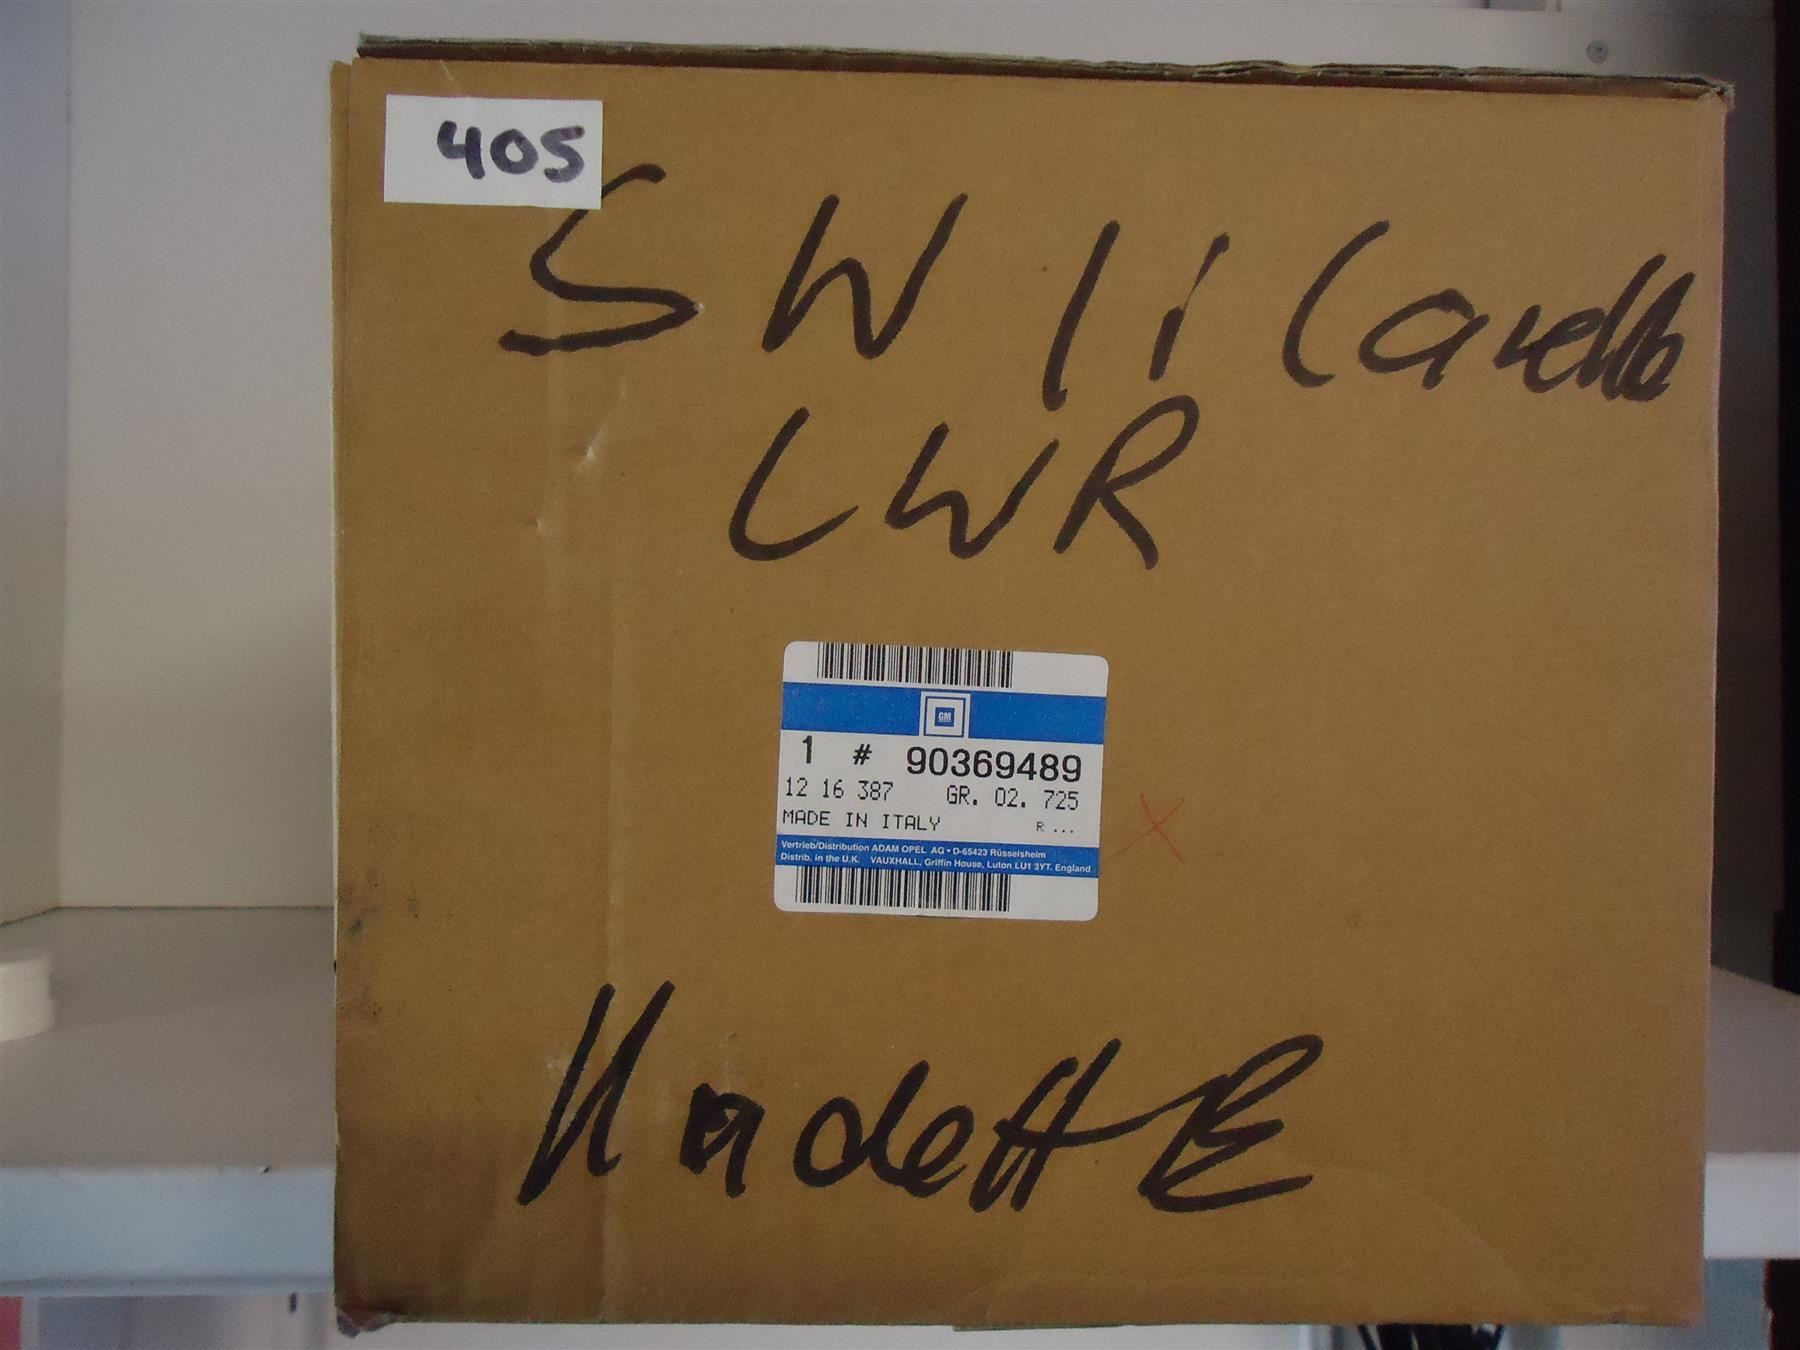 405
SW li Carello
LWR
GM
1 # 90369489
12 16 387 GR. 02. 725
MADE IN ITALY R ...
Vertrieb/Distribution ADAM OPEL AG • D-65423 Rüsselsheim
Distrib. in the U.K. VAUXHALL, Griffin House, Luton LU1 3YT. England
Kadett E